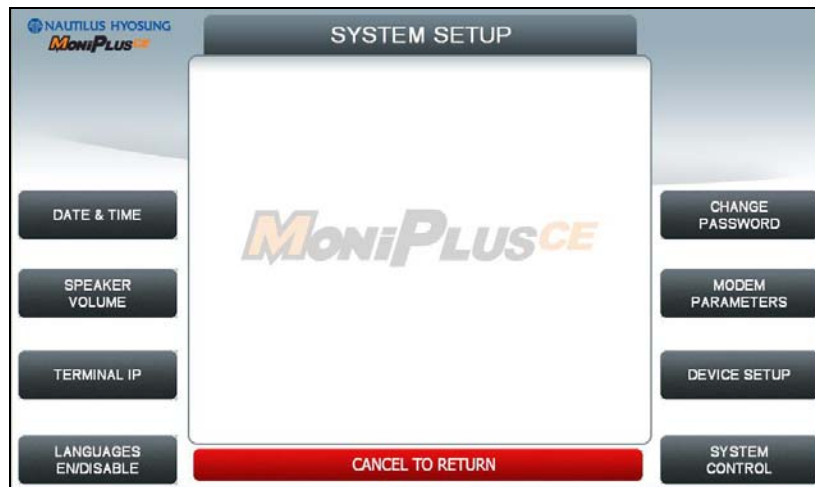 NAUTILUS HYOSUNG
MONIPLUSCE
SYSTEM SETUP
DATE & TIME
SPEAKER
VOLUME
TERMINAL IP
LANGUAGES
EN/DISABLE
MONiPLUSCE
CANCEL TO RETURN
CHANGE
PASSWORD
MODEM
PARAMETERS
DEVICE SETUP
SYSTEM
CONTROL